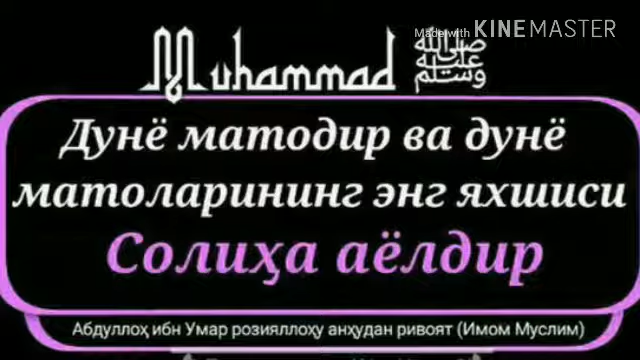 Made with KINEMASTER
Muhammad ﷺ
Дунё матодир ва дунё
матоларининг энг яхшиси
Солиҳа аёлдир
Абдуллоҳ ибн Умар розияллоҳу анҳудан ривоят (Имом Муслим)